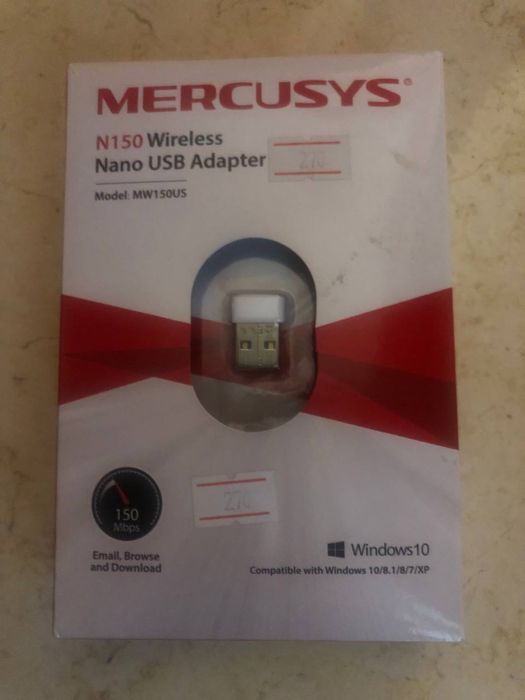 MERCUSYS®
N150 Wireless
Nano USB Adapter
Model: MW150US
150
Mbps
Email, Browse
and Download
Windows10
Compatible with Windows 10/8.1/8/7/XP